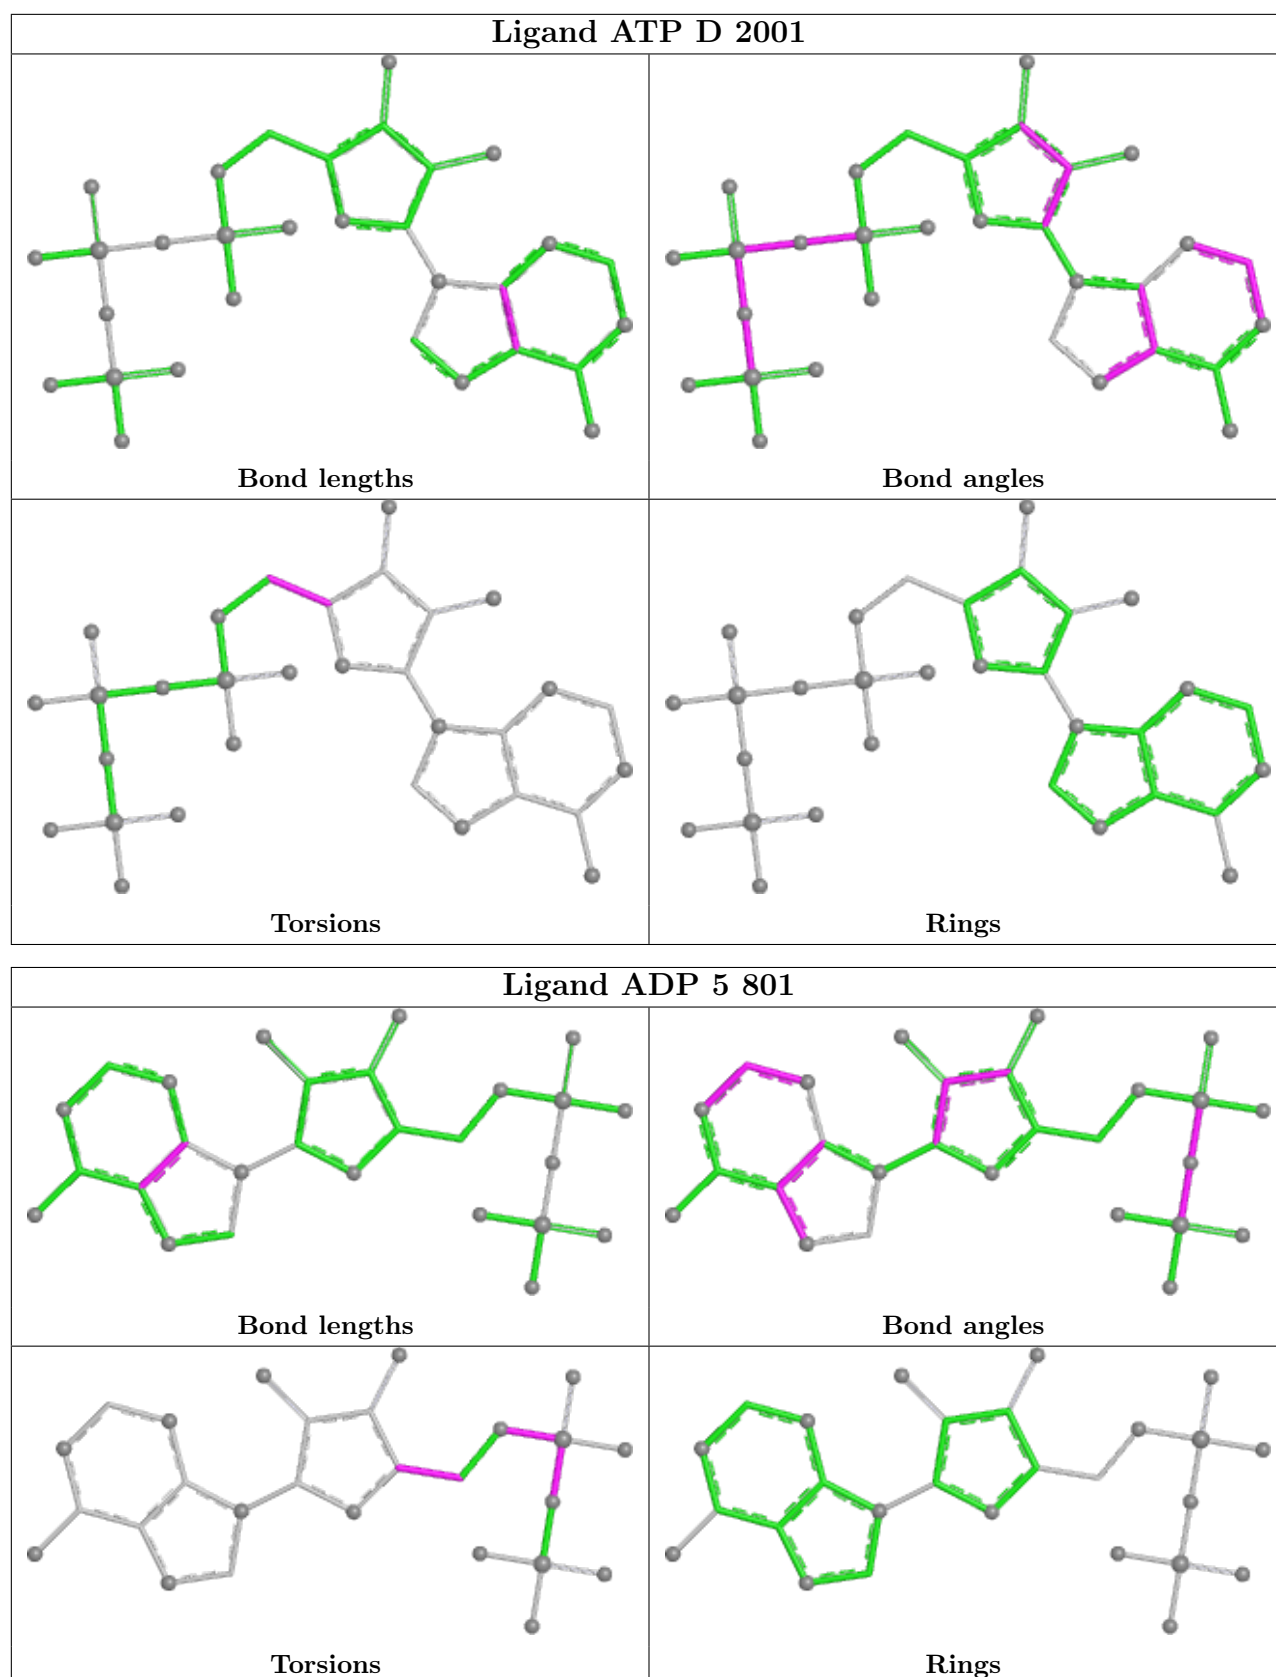 Ligand ATP D 2001
Bond lengths
Bond angles
Torsions
Rings
Ligand ADP 5 801
Bond lengths
Bond angles
Torsions
Rings